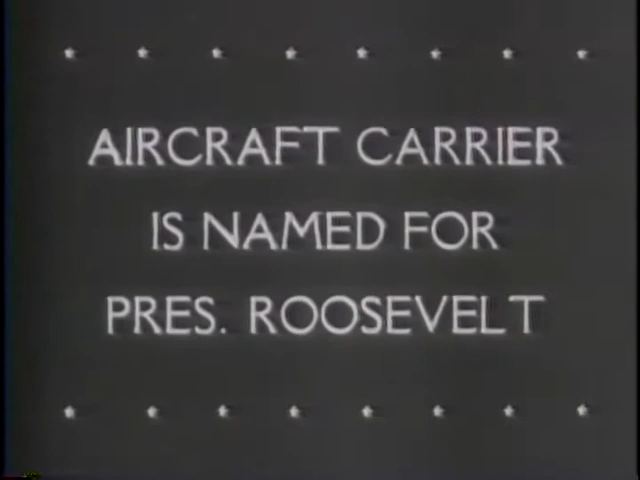 AIRCRAFT CARRIER
IS NAMED FOR
PRES. ROOSEVELT